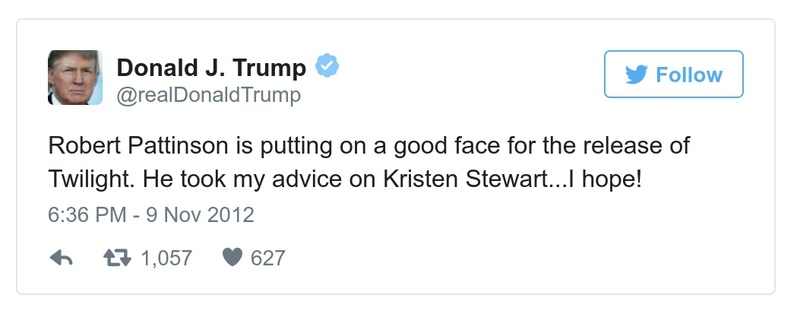 Donald J. Trump
@realDonaldTrump
Follow
Robert Pattinson is putting on a good face for the release of
Twilight. He took my advice on Kristen Stewart...I hope!
6:36 PM - 9 Nov 2012
1,057 627